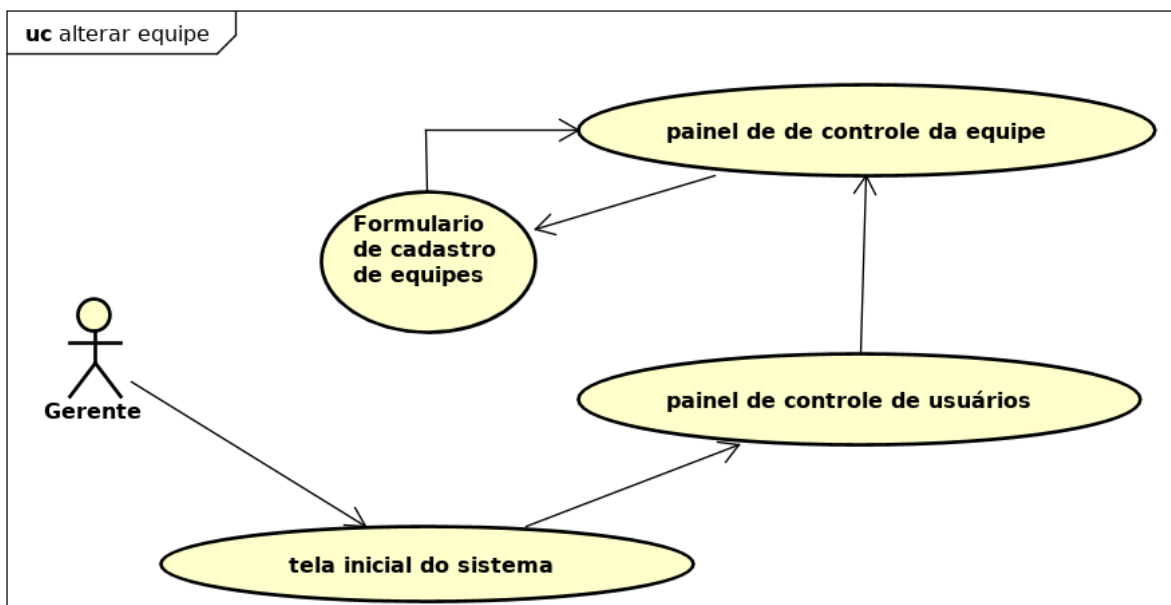 uc alterar equipe
painel de de controle da equipe
Formulario
de cadastro
de equipes
Gerente
painel de controle de usuários
tela inicial do sistema